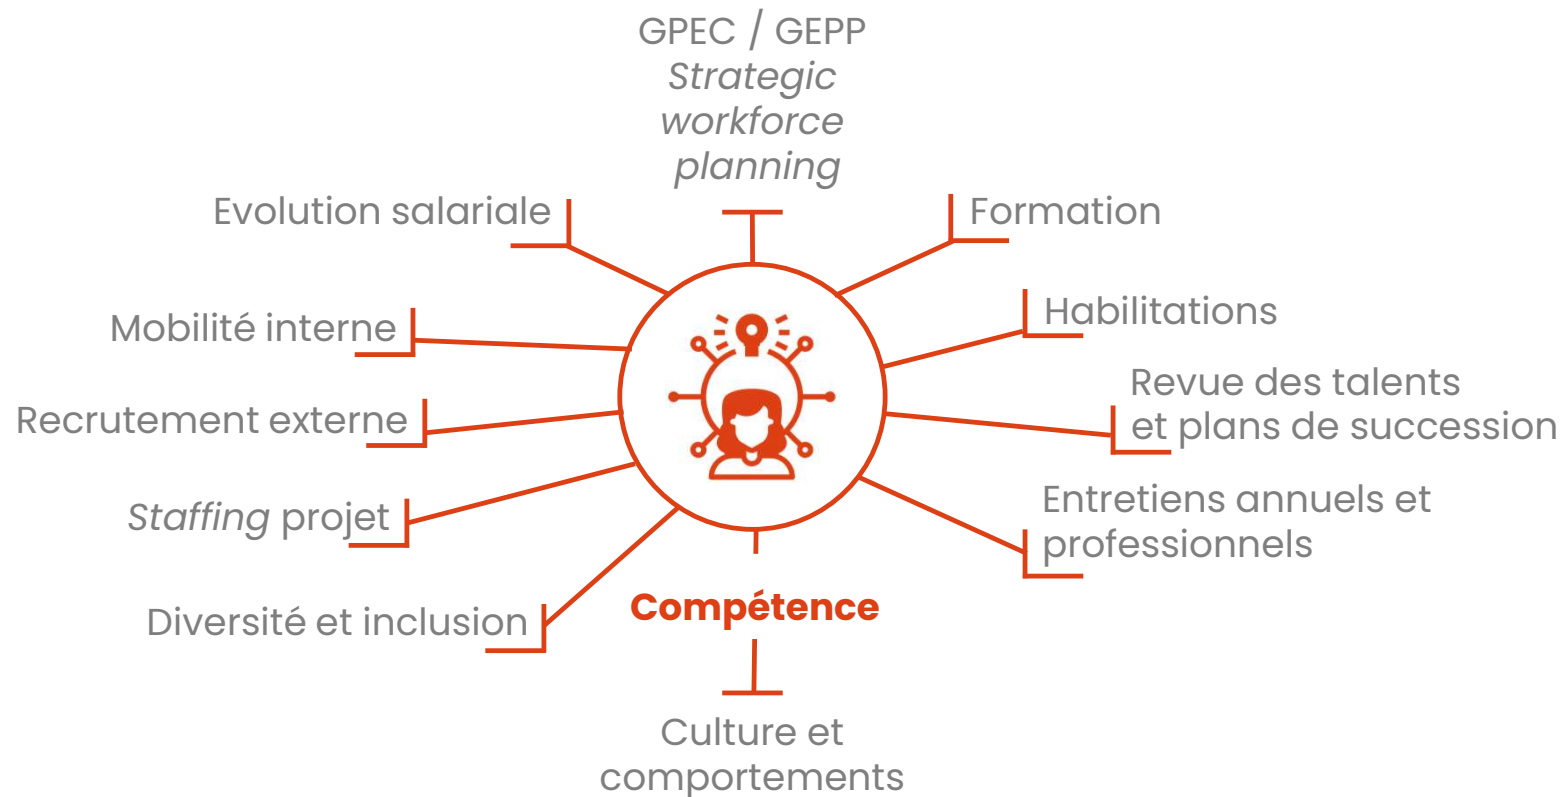 GPEC / GEPP
Strategic
workforce
planning
Evolution salariale
Formation
Mobilité interne
Habilitations
Revue des talents
et plans de succession
Recrutement externe
Entretiens annuels et
professionnels
Staffing projet
Diversité et inclusion
Compétence
Culture et
comportements